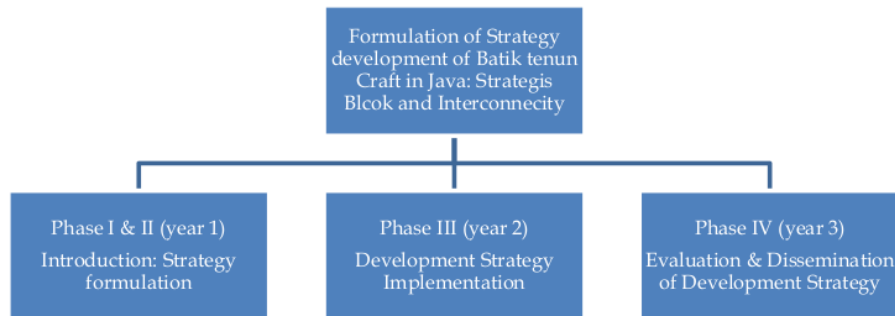 Formulation of Strategy
development of Batik tenun
Craft in Java: Strategis
Blcok and Interconnecity
Phase I & II (year 1)
Introduction: Strategy
formulation
Phase III (year 2)
Development Strategy
Implementation
Phase IV (year 3)
Evaluation & Dissemination
of Development Strategy